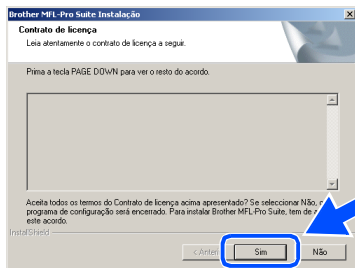 Brother MFL-Pro Suite Instalação
Contrato de licença
Leia atentamente o contrato de licença a seguir.
Prima a tecla PAGE DOWN para ver o resto do acordo.
Aceita todos os termos do Contrato de licença acima apresentado? Se seleccionar Não, o
programa de configuração será encerrado. Para instalar Brother MFL-Pro Suite, tem de
este acordo.
InstallShield
< Anteri
Sim
Não